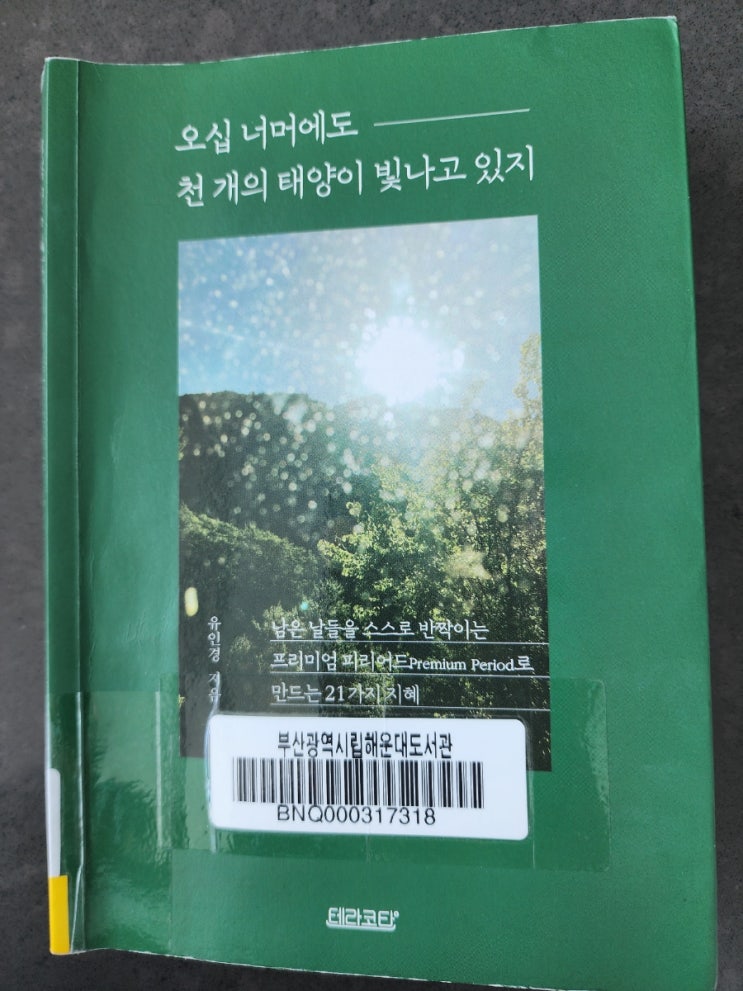 오십 너머에도
천 개의 태양이 빛나고 있지
유인경 지음
남은 날들을 스스로 반짝이는
프리미엄 피리어드Premium Period로
만드는 21가지 지혜
부산광역시립해운대도서관
BNQ000317318
테라코타